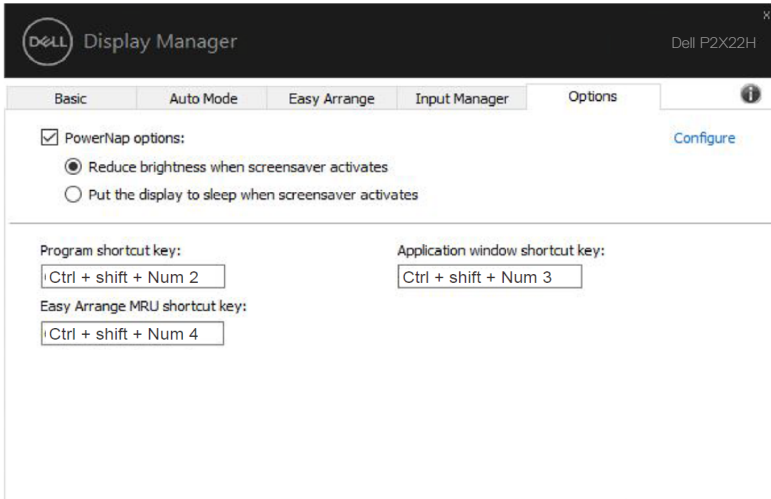 x
DELL Display Manager
Dell P2X22H
Basic Auto Mode Easy Arrange Input Manager Options
PowerNap options:
Configure
Reduce brightness when screensaver activates
Put the display to sleep when screensaver activates
Program shortcut key:
Application window shortcut key:
Ctrl + shift + Num 2
Ctrl + shift + Num 3
Easy Arrange MRU shortcut key:
Ctrl + shift + Num 4